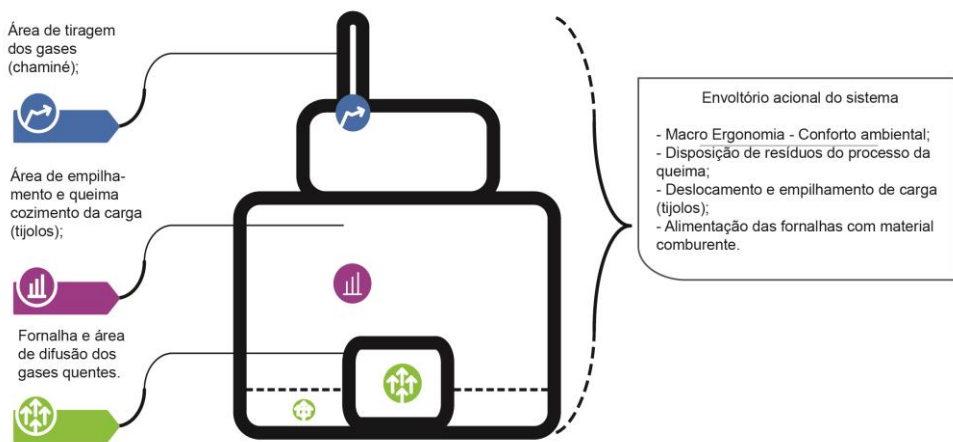 Área de tiragem
dos gases
(chaminé);
Área de empilha-
mento e queima
cozimento da carga
(tijolos);
Fornalha e área
de difusão dos
gases quentes.
Envoltório acional do sistema
- Macro Ergonomia - Conforto ambiental;
- Disposição de resíduos do processo da
queima;
- Deslocamento e empilhamento de carga
(tijolos);
- Alimentação das fornalhas com material
comburente.